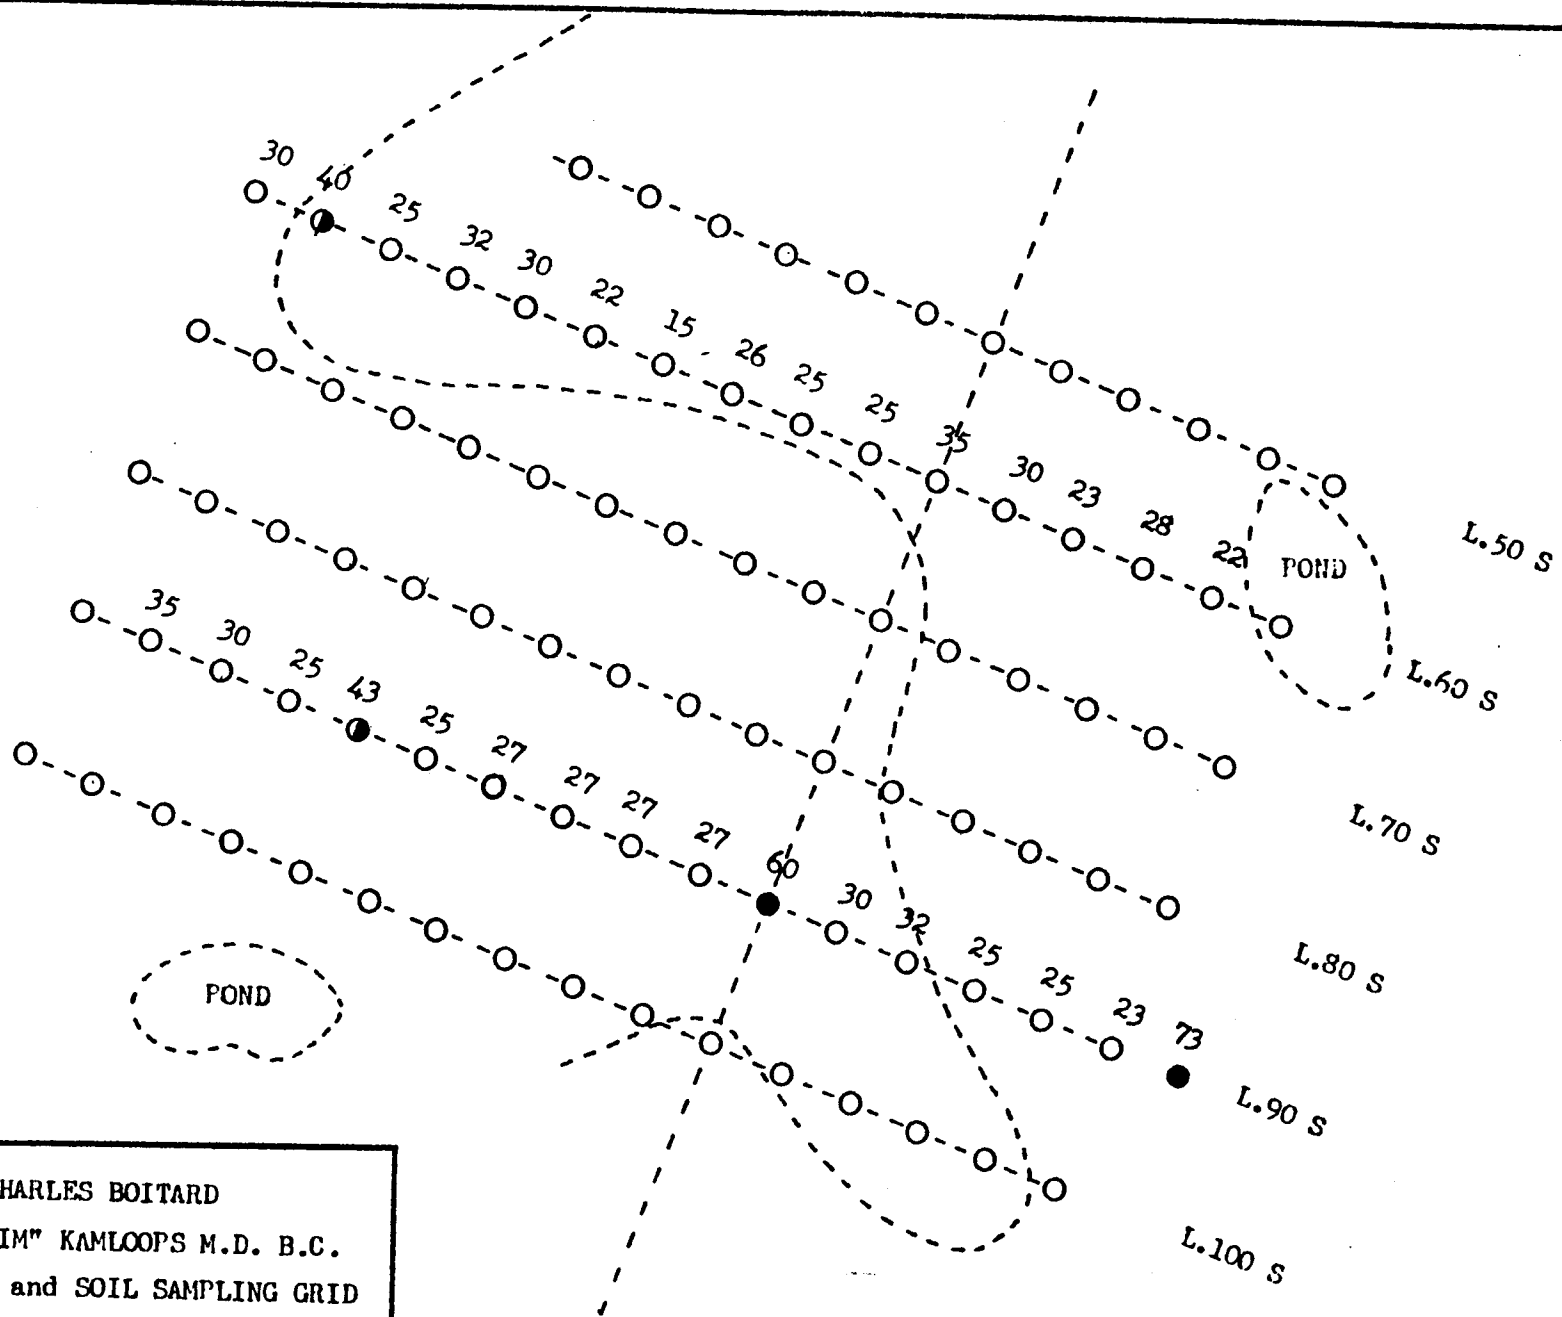 30 40 25 32 30 22 15 26 25 25 35 30 23 28 22
POND
L.50 S
L.60 S
L.70 S
L.80 S
35 30 25 43 25 27 27 27 27 60 30 32 25 25 23 73
L.90 S
POND
L.100 S
HARLES BOITARD
IM" KAMLOOPS M.D. B.C.
and SOIL SAMPLING GRID